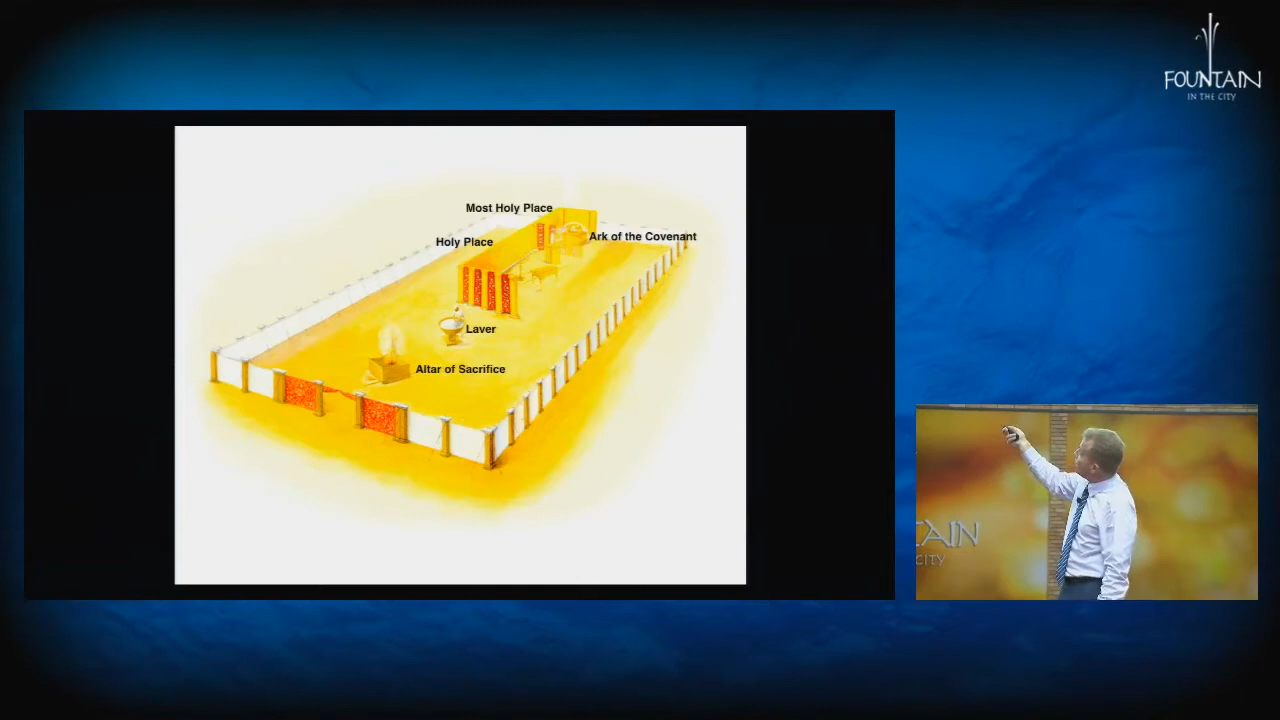 FOUNTAIN
IN THE CITY
Most Holy Place
Holy Place
Ark of the Covenant
Laver
Altar of Sacrifice
TAIN
CITY